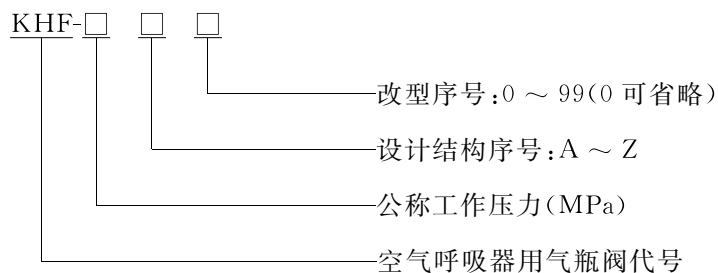 KHF-□ □ □
改型序号:0～99(0可省略)
设计结构序号:A～Z
公称工作压力(MPa)
空气呼吸器用气瓶阀代号